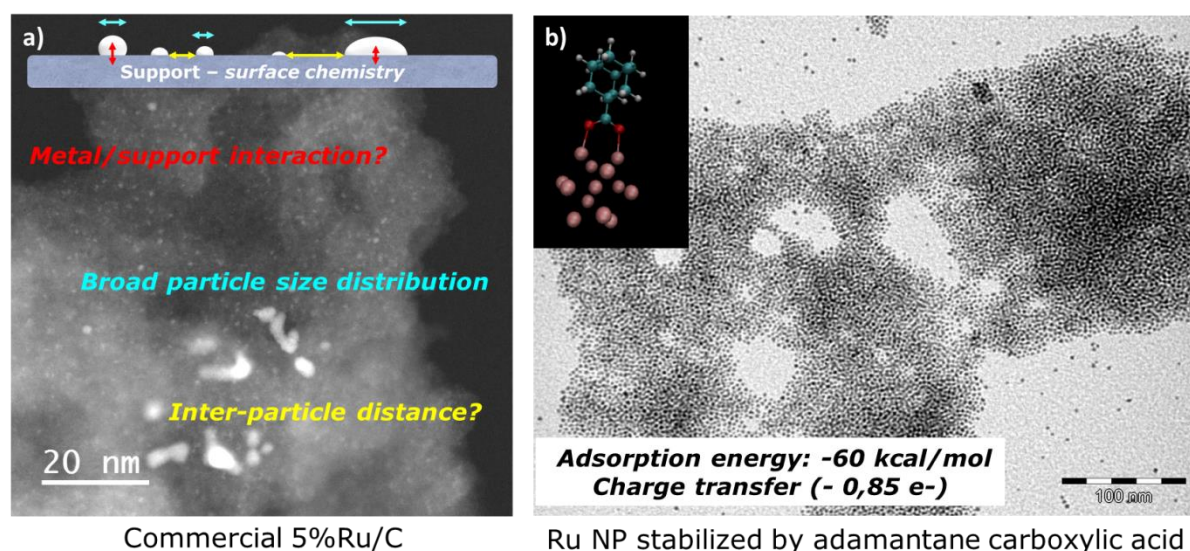 a)
Support – surface chemistry
Metal/support interaction?
Broad particle size distribution
Inter-particle distance?
20 nm
Commercial 5%Ru/C
b)
Adsorption energy: -60 kcal/mol
Charge transfer (- 0,85 e-)
100 nm
Ru NP stabilized by adamantane carboxylic acid